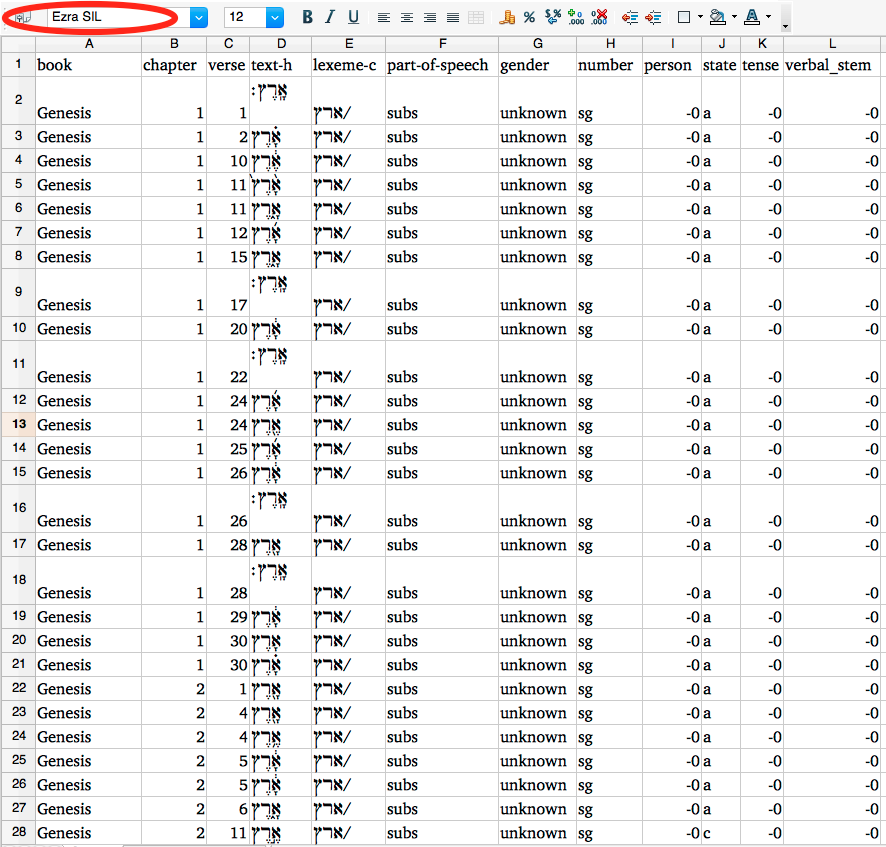 Ezra SIL 12 B I U
A B C D E F G H I J K L
1 book chapter verse text-h lexeme-c part-of-speech gender number person state tense verbal_stem
2 Genesis 1 1 אָֽרֶץ׃ ארץ/ subs unknown sg -0 a -0 -0
3 Genesis 1 2 אָ֗רֶץ ארץ/ subs unknown sg -0 a -0 -0
4 Genesis 1 10 אֶ֔רֶץ ארץ/ subs unknown sg -0 a -0 -0
5 Genesis 1 11 אָ֙רֶץ֙ ארץ/ subs unknown sg -0 a -0 -0
6 Genesis 1 11 אָ֑רֶץ ארץ/ subs unknown sg -0 a -0 -0
7 Genesis 1 12 אָ֜רֶץ ארץ/ subs unknown sg -0 a -0 -0
8 Genesis 1 15 אָ֑רֶץ ארץ/ subs unknown sg -0 a -0 -0
9 Genesis 1 17 אָֽרֶץ׃ ארץ/ subs unknown sg -0 a -0 -0
10 Genesis 1 20 אָ֔רֶץ ארץ/ subs unknown sg -0 a -0 -0
11 Genesis 1 22 אָֽרֶץ׃ ארץ/ subs unknown sg -0 a -0 -0
12 Genesis 1 24 אָ֜רֶץ ארץ/ subs unknown sg -0 a -0 -0
13 Genesis 1 24 אֶ֖רֶץ ארץ/ subs unknown sg -0 a -0 -0
14 Genesis 1 25 אָ֜רֶץ ארץ/ subs unknown sg -0 a -0 -0
15 Genesis 1 26 אָ֔רֶץ ארץ/ subs unknown sg -0 a -0 -0
16 Genesis 1 26 אָֽרֶץ׃ ארץ/ subs unknown sg -0 a -0 -0
17 Genesis 1 28 אָ֖רֶץ ארץ/ subs unknown sg -0 a -0 -0
18 Genesis 1 28 אָֽרֶץ׃ ארץ/ subs unknown sg -0 a -0 -0
19 Genesis 1 29 אָ֔רֶץ ארץ/ subs unknown sg -0 a -0 -0
20 Genesis 1 30 אָרֶץ ארץ/ subs unknown sg -0 a -0 -0
21 Genesis 1 30 אָ֗רֶץ ארץ/ subs unknown sg -0 a -0 -0
22 Genesis 2 1 אָ֖רֶץ ארץ/ subs unknown sg -0 a -0 -0
23 Genesis 2 4 אָ֖רֶץ ארץ/ subs unknown sg -0 a -0 -0
24 Genesis 2 4 אֶ֥רֶץ ארץ/ subs unknown sg -0 a -0 -0
25 Genesis 2 5 אָ֔רֶץ ארץ/ subs unknown sg -0 a -0 -0
26 Genesis 2 5 אָ֔רֶץ ארץ/ subs unknown sg -0 a -0 -0
27 Genesis 2 6 אָ֑רֶץ ארץ/ subs unknown sg -0 a -0 -0
28 Genesis 2 11 אֶ֣רֶץ ארץ/ subs unknown sg -0 c -0 -0